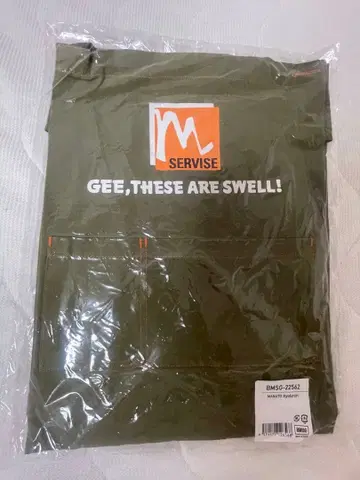 m
SERVISE
GEE,THESE ARE SWELL!
BMSG-22562